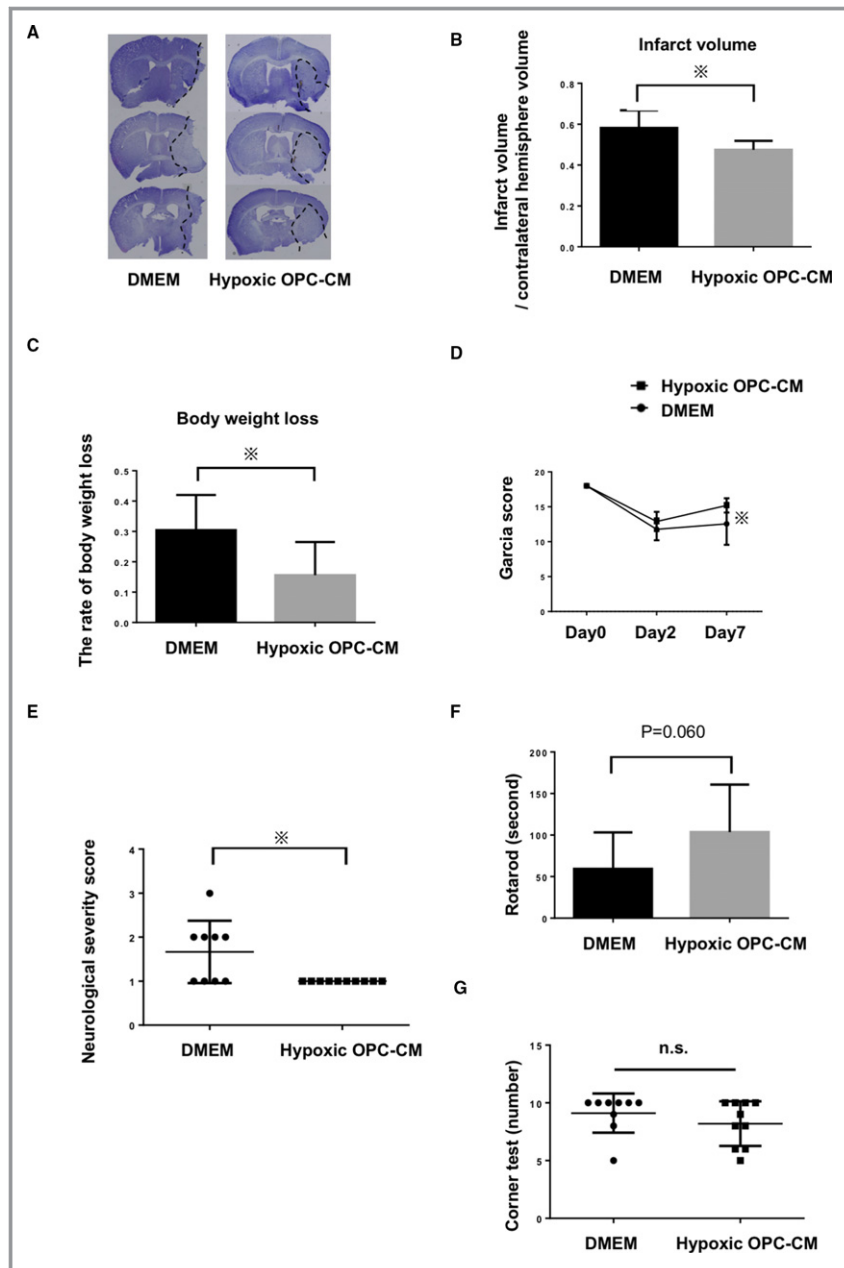 A
DMEM
Hypoxic OPC-CM
B
Infarct volume
※
Infarct volume
/ contralateral hemisphere volume
0.8
0.6
0.4
0.2
0.0
DMEM
Hypoxic OPC-CM
C
Body weight loss
※
The rate of body weight loss
0.5
0.4
0.3
0.2
0.1
0.0
DMEM
Hypoxic OPC-CM
D
Hypoxic OPC-CM
DMEM
Garcia score
20
15
10
5
0
※
Day0
Day2
Day7
E
※
Neurological severity score
4
3
2
1
0
DMEM
Hypoxic OPC-CM
F
P=0.060
Rotarod (second)
200
150
100
50
0
DMEM
Hypoxic OPC-CM
G
n.s.
Corner test (number)
15
10
5
0
DMEM
Hypoxic OPC-CM